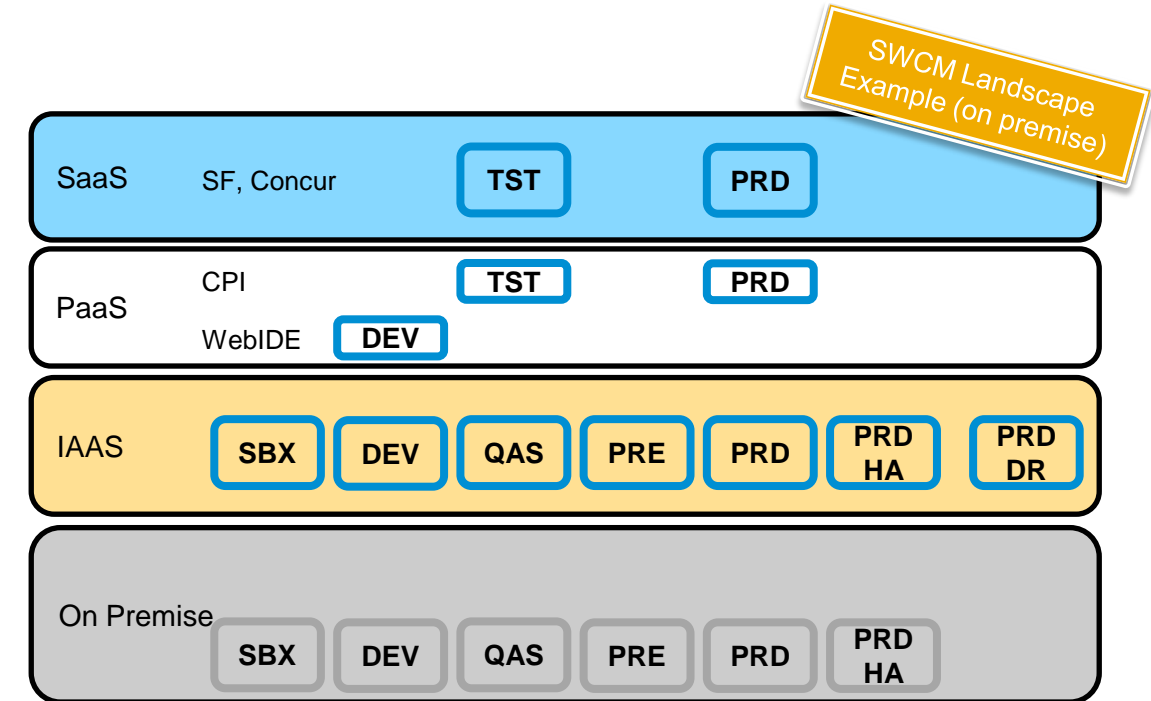 SWCM Landscape
Example (on premise)
SaaS SF, Concur TST PRD
PaaS
CPI TST PRD
WebIDE DEV
IAAS SBX DEV QAS PRE PRD
PRD
HA
PRD
DR
On Premise
SBX DEV QAS PRE PRD
PRD
HA